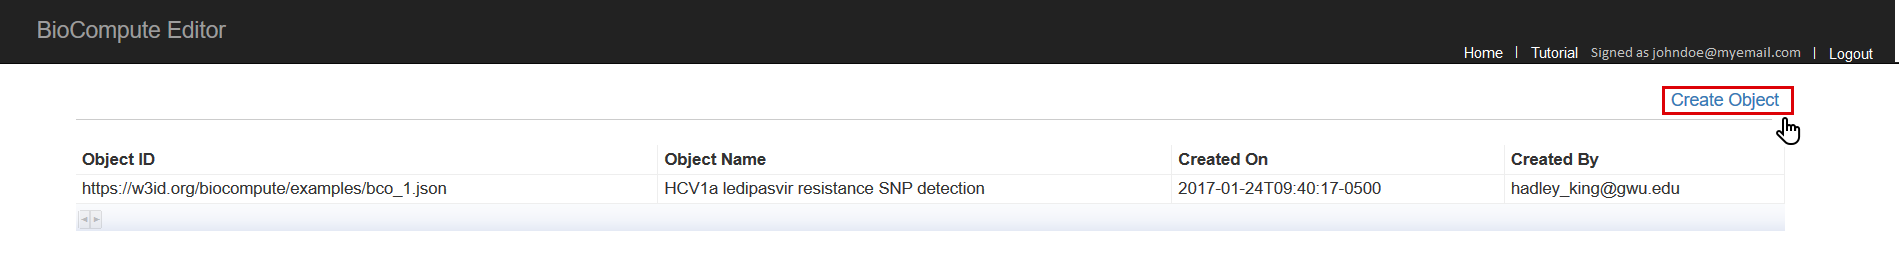 BioCompute Editor
Home | Tutorial Signed as johndoe@myemail.com | Logout
Create Object
Object ID Object Name Created On Created By
https://w3id.org/biocompute/examples/bco_1.json HCV1a ledipasvir resistance SNP detection 2017-01-24T09:40:17-0500 hadley_king@gwu.edu